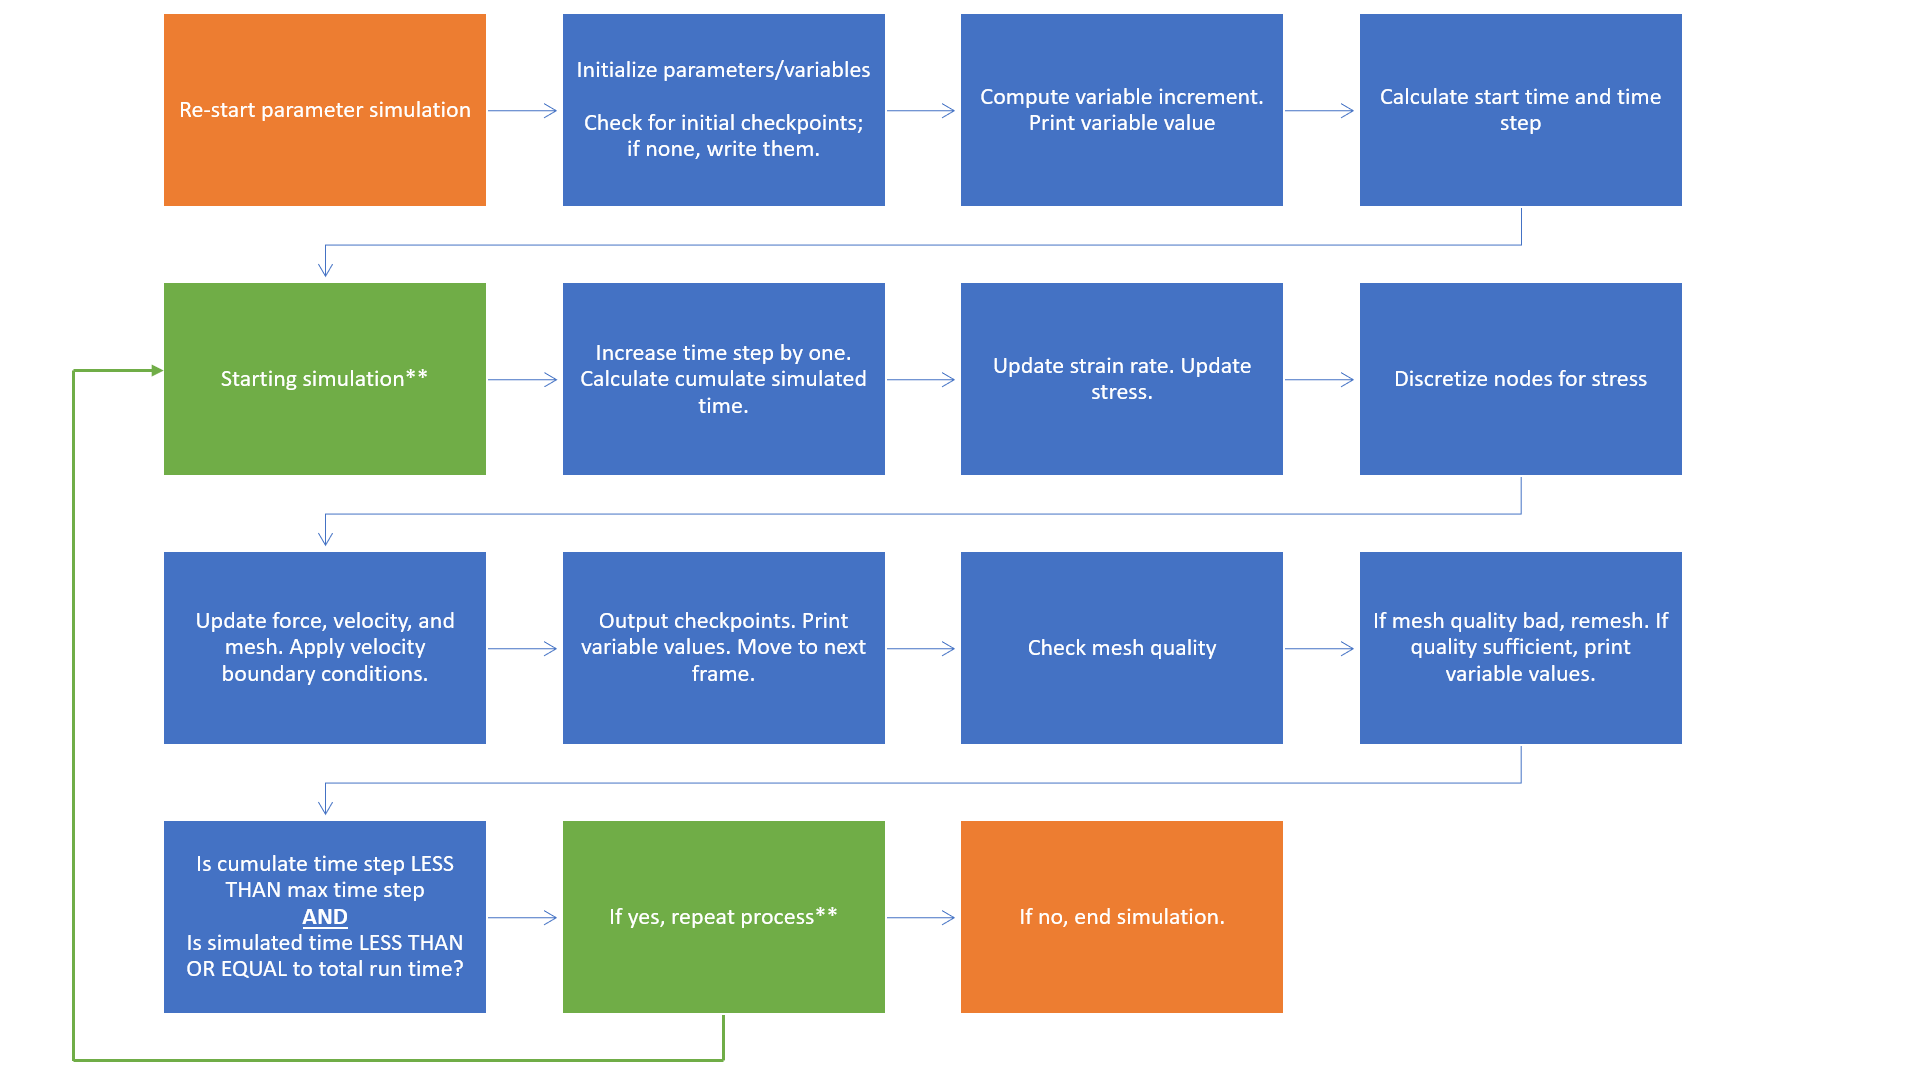 Re-start parameter simulation
Initialize parameters/variables
Check for initial checkpoints;
if none, write them.
Compute variable increment.
Print variable value
Calculate start time and time
step
Starting simulation**
Increase time step by one.
Calculate cumulate simulated
time.
Update strain rate. Update
stress.
Discretize nodes for stress
Update force, velocity, and
mesh. Apply velocity
boundary conditions.
Output checkpoints. Print
variable values. Move to next
frame.
Check mesh quality
If mesh quality bad, remesh. If
quality sufficient, print
variable values.
Is cumulate time step LESS
THAN max time step
AND
Is simulated time LESS THAN
OR EQUAL to total run time?
If yes, repeat process**
If no, end simulation.